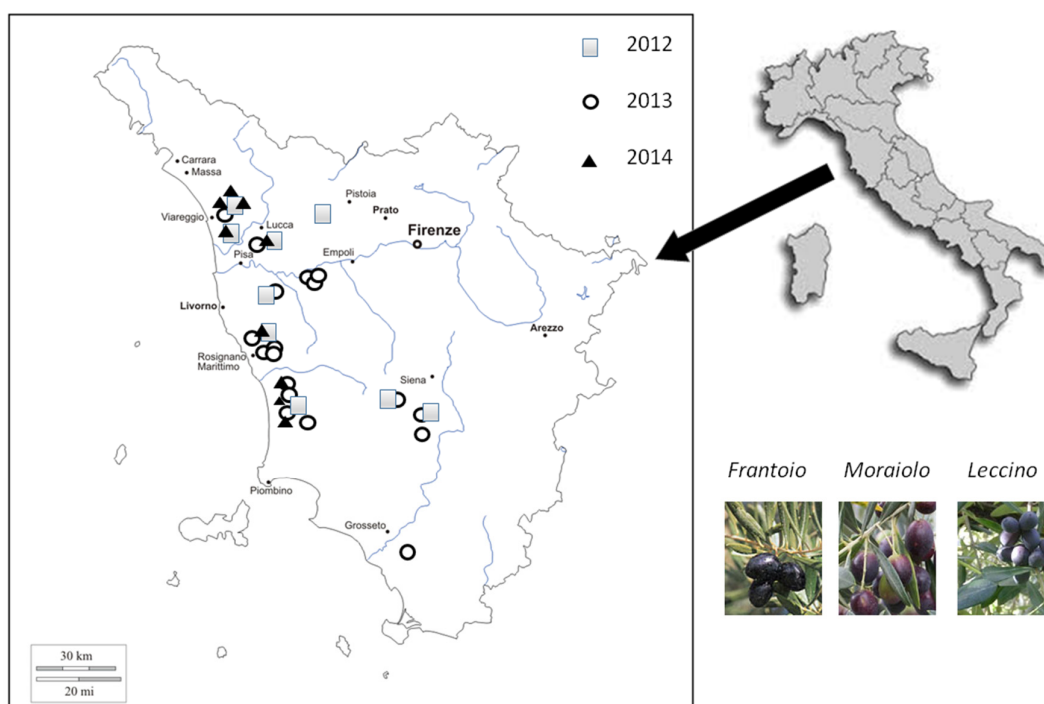 2012
2013
2014
Carrara
Massa
Pistoia
Prato
Viareggio
Lucca
Firenze
Pisa
Empoli
Livorno
Arezzo
Rosignano
Marittimo
Siena
Piombino
Grosseto
30 km
20 mi
Frantoio Moraiolo Leccino